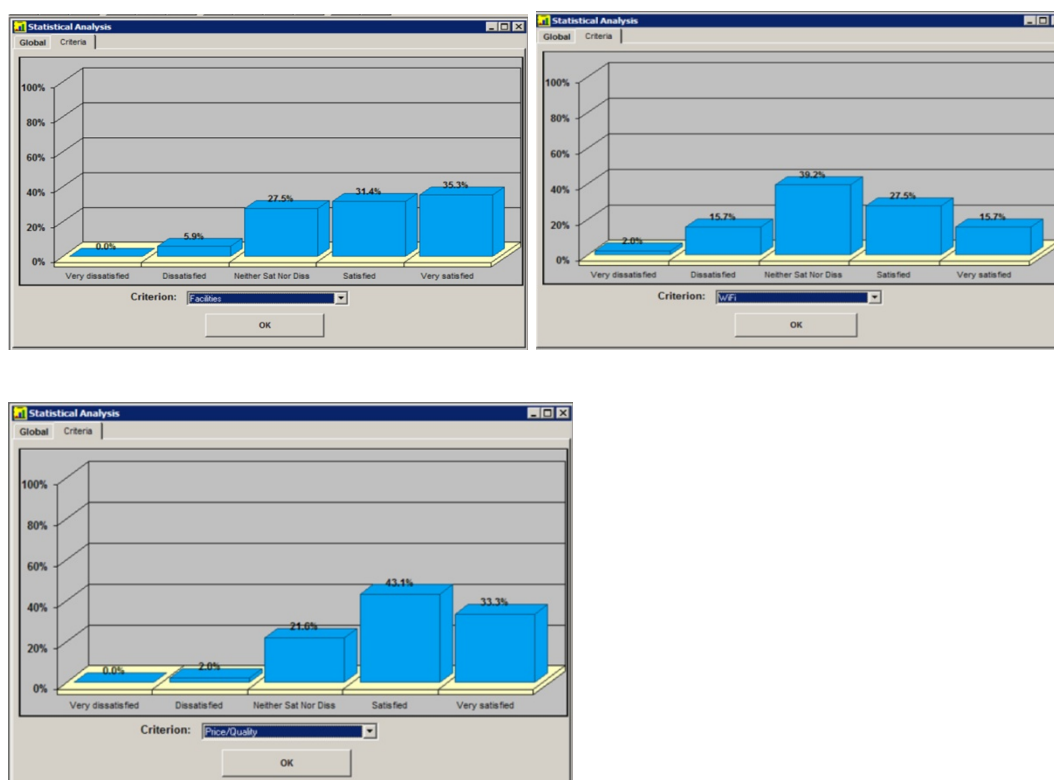 Statistical Analysis
Global Criteria
100%
80%
60%
40%
20%
0%
0.0%
5.9%
27.5%
31.4%
35.3%
Very dissatisfied Dissatisfied Neither Sat Nor Diss Satisfied Very satisfied
Criterion: Facilities
OK
Statistical Analysis
Global Criteria
100%
80%
60%
40%
20%
0%
2.0%
15.7%
39.2%
27.5%
15.7%
Very dissatisfied Dissatisfied Neither Sat Nor Diss Satisfied Very satisfied
Criterion: WiFi
OK
Statistical Analysis
Global Criteria
100%
80%
60%
40%
20%
0%
0.0%
2.0%
21.6%
43.1%
33.3%
Very dissatisfied Dissatisfied Neither Sat Nor Diss Satisfied Very satisfied
Criterion: Price/Quality
OK